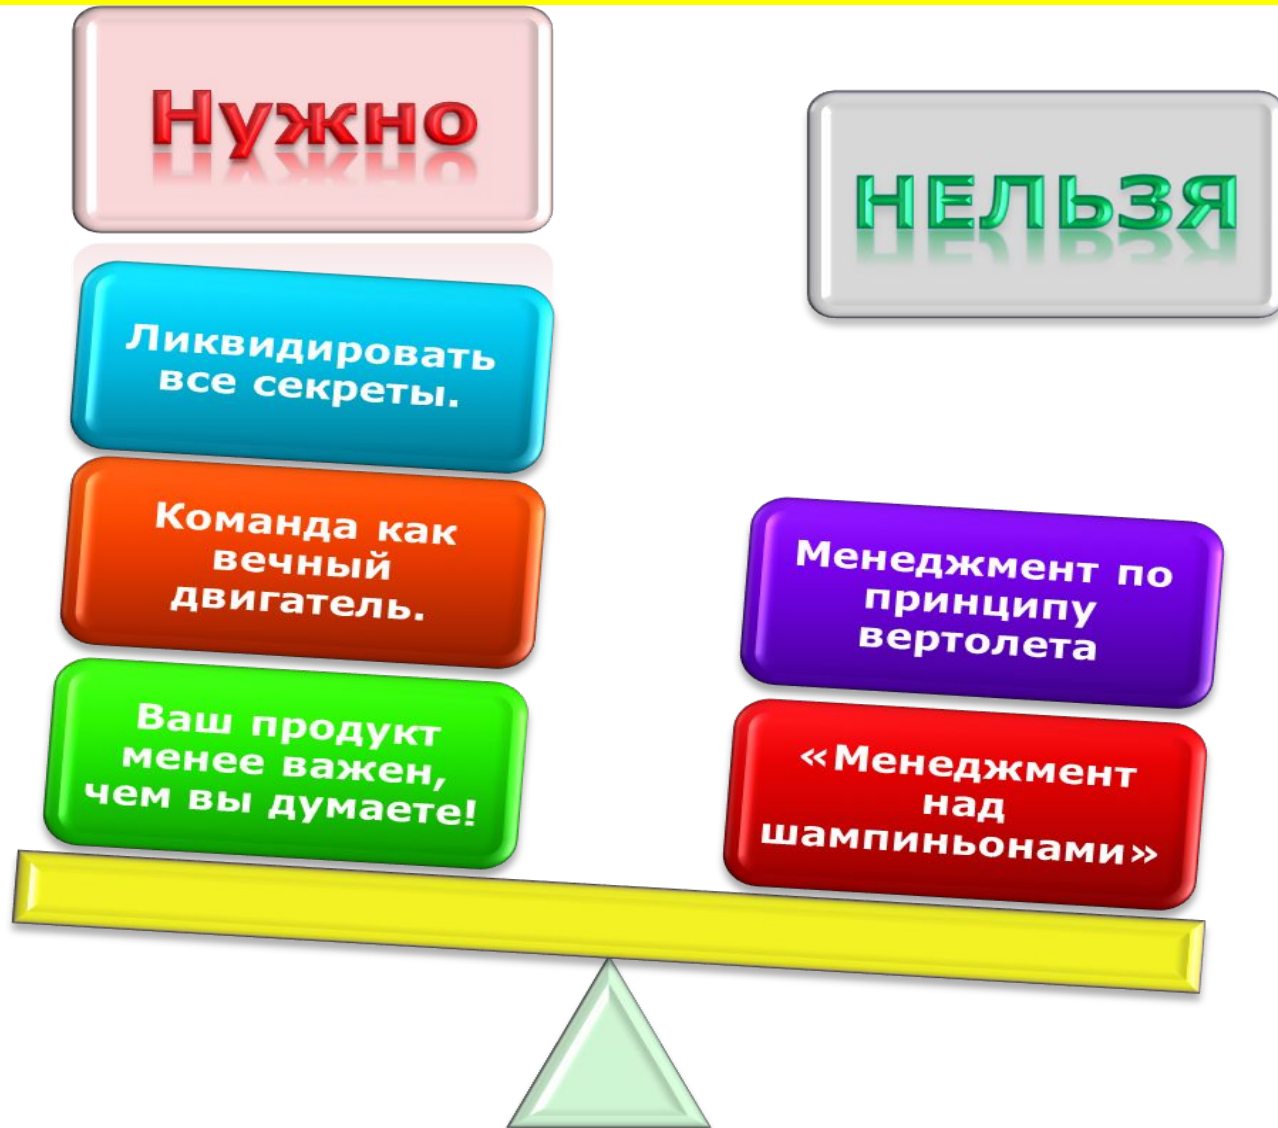 Нужно
Ликвидировать
все секреты.
Команда как
вечный
двигатель.
Ваш продукт
менее важен,
чем вы думаете!
НЕЛЬЗЯ
Менеджмент по
принципу
вертолета
«Менеджмент
над
шампиньонами»